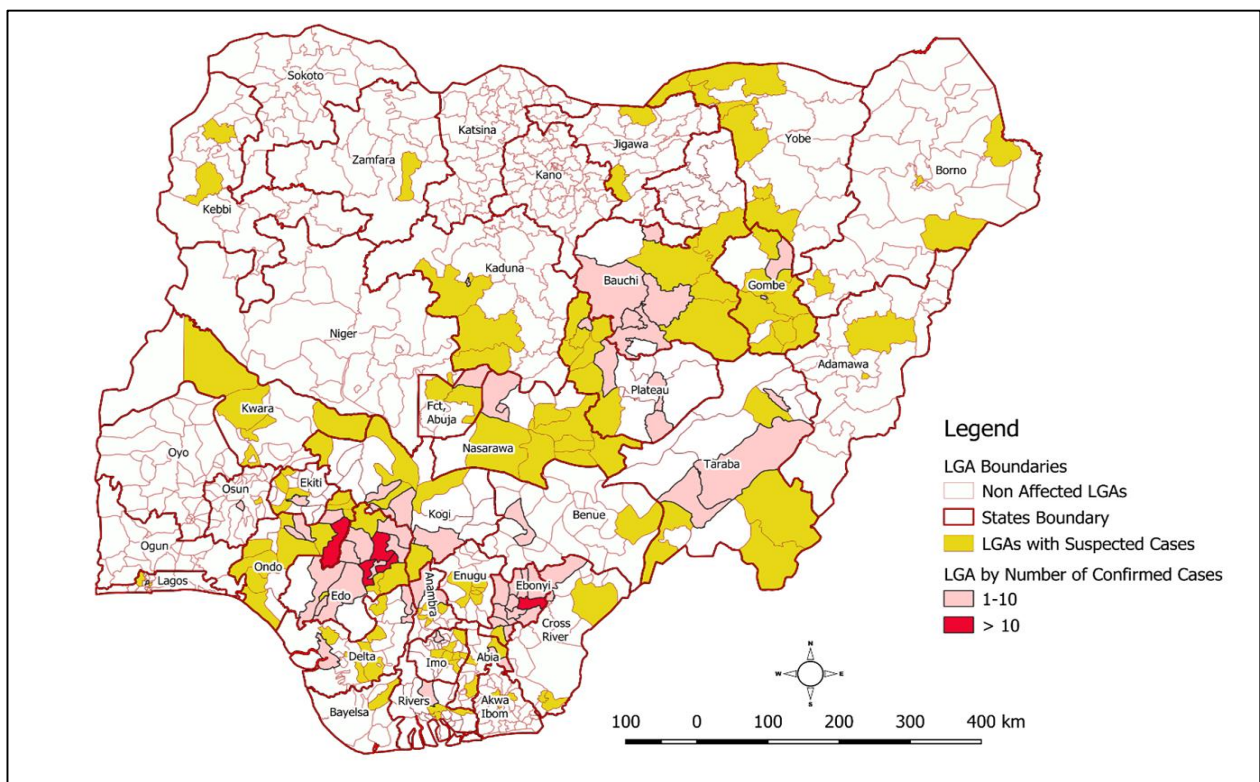 Sokoto
Katsina
Jigawa
Yobe
Borno
Zamfara
Kano
Kebbi
Kaduna
Bauchi
Gombe
Niger
Adamawa
Plateau
Fct,
Abuja
Kwara
Nasarawa
Taraba
Oyo
Osun
Ekiti
Kogi
Benue
Ogun
Ondo
Lagos
Edo
Anambra
Enugu
Ebonyi
Cross
River
Delta
Imo
Abia
Bayelsa
Rivers
Akwa
Ibom
Legend
LGA Boundaries
Non Affected LGAs
States Boundary
LGAs with Suspected Cases
LGA by Number of Confirmed Cases
1-10
> 10
N
W E
S
100 0 100 200 300 400 km